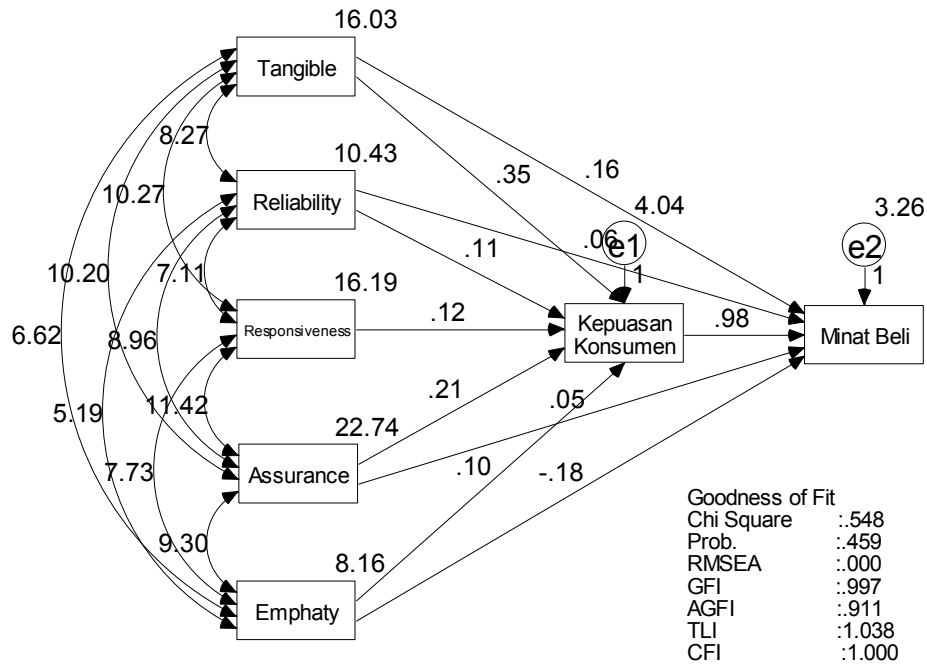 16.03
Tangible
8.27
10.43
.35
.16
10.27
Reliability
4.04
3.26
.11
.06
e1
e2
10.20
7.11
16.19
1
1
6.62
8.96
Responsiveness
.12
Kepuasan
Konsumen
.98
Minat Beli
5.19
11.42
.21
.05
22.74
7.73
Assurance
.10
-.18
9.30
8.16
Emphaty
Goodness of Fit
Chi Square :.548
Prob. :.459
RMSEA :.000
GFI :.997
AGFI :.911
TLI :1.038
CFI :1.000